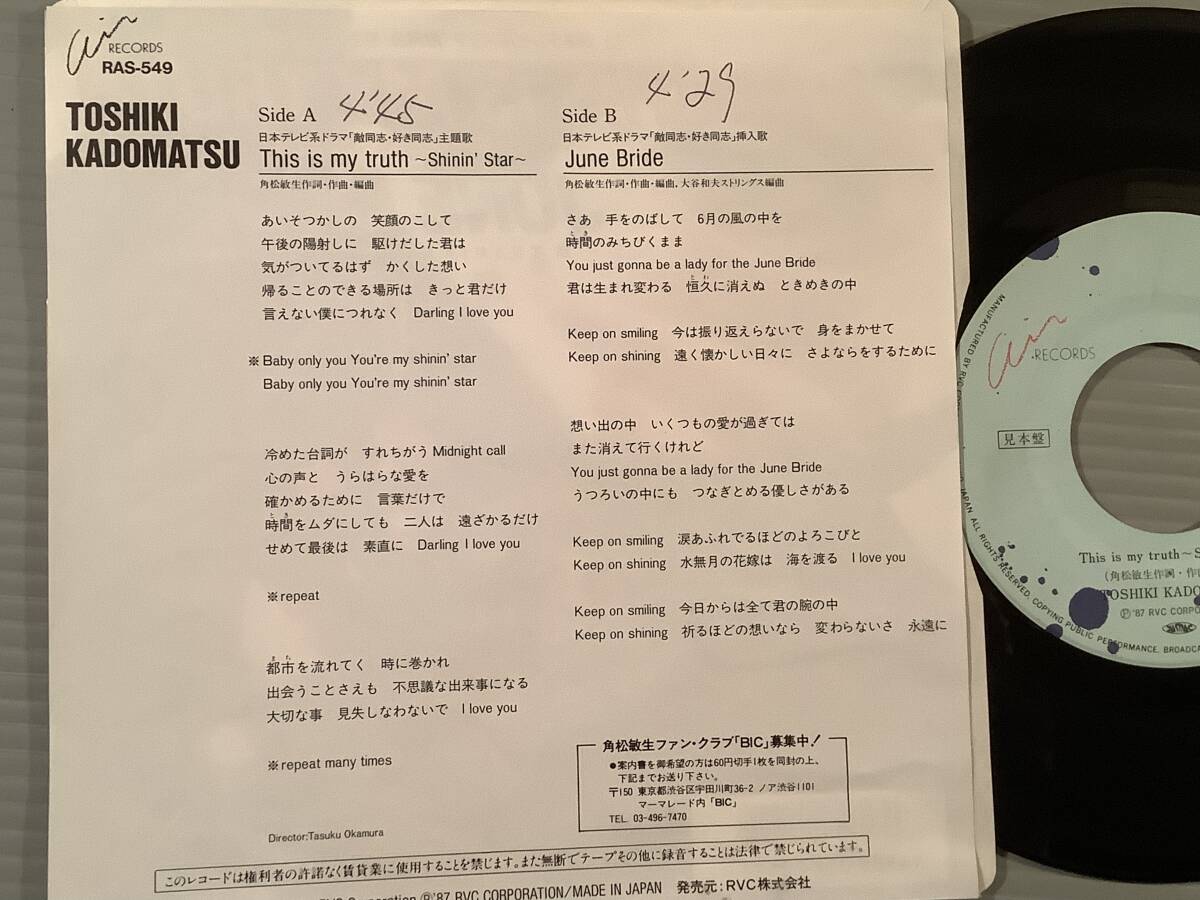 air RECORDS
RAS-549
TOSHIKI
KADOMATSU
Side A 4'45
日本テレビ系ドラマ「敵同志・好き同志」主題歌
This is my truth ～Shinin' Star～
角松敏生作詞・作曲・編曲
あいそつかしの 笑顔のこして
午後の陽射しに 駆けだした君は
気がついてるはず かくした想い
帰ることのできる場所は きっと君だけ
言えない僕につれなく Darling I love you
※Baby only you You're my shinin' star
Baby only you You're my shinin' star
冷めた台詞が すれちがう Midnight call
心の声と うらはらな愛を
確かめるために 言葉だけで
とき
時間をムダにしても 二人は 遠ざかるだけ
せめて最後は 素直に Darling I love you
※repeat
まち
都市を流れてく 時に巻かれ
出会うことさえも 不思議な出来事になる
大切な事 見失しなわないで I love you
※repeat many times
Director:Tasuku Okamura
Side B 4'29
日本テレビ系ドラマ「敵同志・好き同志」挿入歌
June Bride
角松敏生作詞・作曲・編曲，大谷和夫ストリングス編曲
さあ 手をのばして 6月の風の中を
とき
時間のみちびくまま
You just gonna be a lady for the June Bride
とわ
君は生まれ変わる 恒久に消えぬ ときめきの中
Keep on smiling 今は振り返えらないで 身をまかせて
Keep on shining 遠く懐かしい日々に さよならをするために
想い出の中 いくつもの愛が過ぎては
また消えて行くけれど
You just gonna be a lady for the June Bride
うつろいの中にも つなぎとめる優しさがある
Keep on smiling 涙あふれでるほどのよろこびと
Keep on shining 水無月の花嫁は 海を渡る I love you
Keep on smiling 今日からは全て君の腕の中
Keep on shining 祈るほどの想いなら 変わらないさ 永遠に
角松敏生ファン・クラブ「BIC」募集中！
●案内書を御希望の方は60円切手1枚を同封の上、
下記までお送り下さい。
〒150 東京都渋谷区宇田川町36-2 ノア渋谷1101
マーマレード内「BIC」
TEL. 03-496-7470
このレコードは権利者の許諾なく賃貸業に使用することを禁じます。また無断でテープその他に録音することは法律で禁じられています。
Corporation Ⓟ'87 RVC CORPORATION/MADE IN JAPAN 発売元：RVC株式会社
air RECORDS
見本盤
This is my truth～S
(角松敏生作詞・作
TOSHIKI KADO
Ⓟ'87 RVC CORPO
MANUFACTURED BY RVC
JAPAN ALL RIGHTS RESERVED. COPYING PUBLIC PERFORMANCE, BROADCA